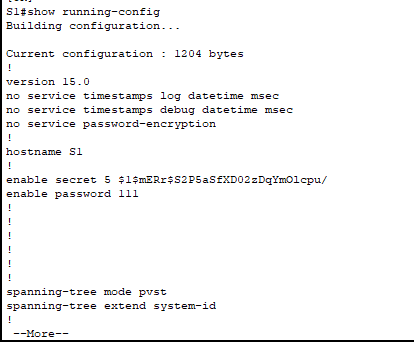 S1#show running-config
Building configuration...
Current configuration : 1204 bytes
!
version 15.0
no service timestamps log datetime msec
no service timestamps debug datetime msec
no service password-encryption
!
hostname S1
!
enable secret 5 $1$mERr$S2P5aSfXD02zDqYmOlcpu/
enable password 111
!
!
!
!
!
!
spanning-tree mode pvst
spanning-tree extend system-id
!
--More--